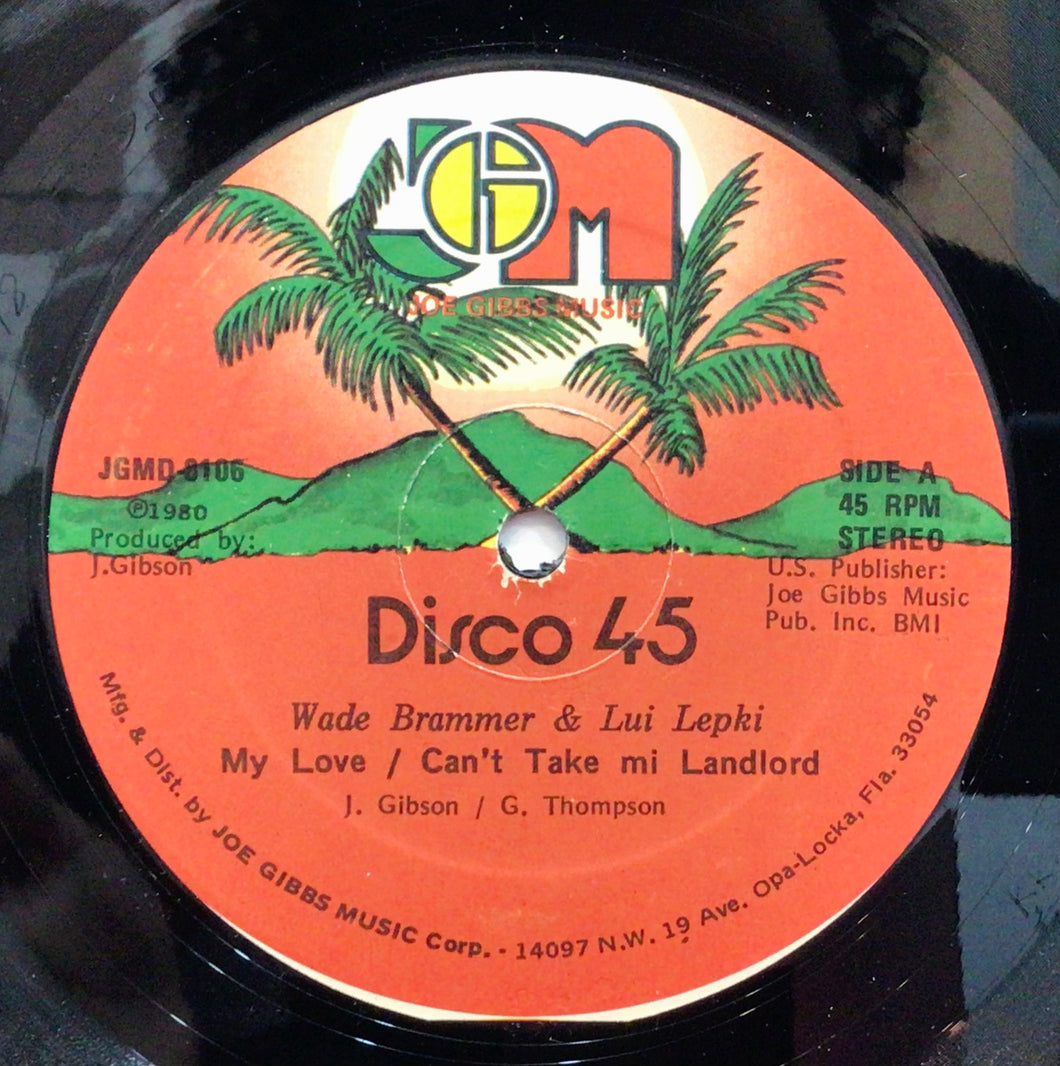 JGM
JOE GIBBS MUSIC
JGMD-8106
℗1980
Produced by:
J.Gibson
SIDE A
45 RPM
STEREO
U.S. Publisher:
Joe Gibbs Music
Pub. Inc. BMI
Disco 45
Wade Brammer & Lui Lepki
My Love / Can't Take mi Landlord
J. Gibson / G. Thompson
Mfg. & Dist. by JOE GIBBS MUSIC Corp. - 14097 N.W. 19 Ave. Opa-Locka, Fla. 33054